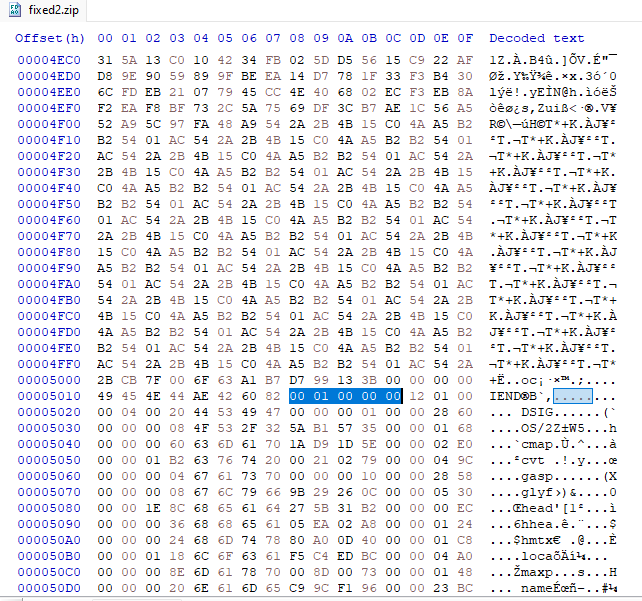 fixed2.zip
Offset(h) 00 01 02 03 04 05 06 07 08 09 0A 0B 0C 0D 0E 0F Decoded text
00004EC0 31 5A 13 C0 10 42 34 FB 02 5D D5 56 15 C9 22 AF 1Z.À.B4û.]ÕV.É"¯
00004ED0 D8 9E 90 59 89 9F BE EA 14 D7 78 1F 33 F3 B4 30 Øž.Y‰Ÿ¾ê.×x.3ó´0
00004EE0 6C FD EB 21 07 79 45 CC 4E 40 68 02 EC F3 EB 8A lýë!.yEÌN@h.ìóëŠ
00004EF0 F2 EA F8 BF 73 2C 5A 75 69 DF 3C B7 AE 1C 56 A5 òêø¿s,Zuiß<·®.V¥
00004F00 52 A9 5C 97 FA 48 A9 54 2A 2B 4B 15 C0 4A A5 B2 R©\—úH©T*+K.ÀJ¥²
00004F10 B2 54 01 AC 54 2A 2B 4B 15 C0 4A A5 B2 B2 54 01 ²T.¬T*+K.ÀJ¥²²T.
00004F20 AC 54 2A 2B 4B 15 C0 4A A5 B2 B2 54 01 AC 54 2A ¬T*+K.ÀJ¥²²T.¬T*
00004F30 2B 4B 15 C0 4A A5 B2 B2 54 01 AC 54 2A 2B 4B 15 +K.ÀJ¥²²T.¬T*+K.
00004F40 C0 4A A5 B2 B2 54 01 AC 54 2A 2B 4B 15 C0 4A A5 ÀJ¥²²T.¬T*+K.ÀJ¥
00004F50 B2 B2 54 01 AC 54 2A 2B 4B 15 C0 4A A5 B2 B2 54 ²²T.¬T*+K.ÀJ¥²²T
00004F60 01 AC 54 2A 2B 4B 15 C0 4A A5 B2 B2 54 01 AC 54 .¬T*+K.ÀJ¥²²T.¬T
00004F70 2A 2B 4B 15 C0 4A A5 B2 B2 54 01 AC 54 2A 2B 4B *+K.ÀJ¥²²T.¬T*+K
00004F80 15 C0 4A A5 B2 B2 54 01 AC 54 2A 2B 4B 15 C0 4A .ÀJ¥²²T.¬T*+K.ÀJ
00004F90 A5 B2 B2 54 01 AC 54 2A 2B 4B 15 C0 4A A5 B2 B2 ¥²²T.¬T*+K.ÀJ¥²²
00004FA0 54 01 AC 54 2A 2B 4B 15 C0 4A A5 B2 B2 54 01 AC T.¬T*+K.ÀJ¥²²T.¬
00004FB0 54 2A 2B 4B 15 C0 4A A5 B2 B2 54 01 AC 54 2A 2B T*+K.ÀJ¥²²T.¬T*+
00004FC0 4B 15 C0 4A A5 B2 B2 54 01 AC 54 2A 2B 4B 15 C0 K.ÀJ¥²²T.¬T*+K.À
00004FD0 4A A5 B2 B2 54 01 AC 54 2A 2B 4B 15 C0 4A A5 B2 J¥²²T.¬T*+K.ÀJ¥²
00004FE0 B2 54 01 AC 54 2A 2B 4B 15 C0 4A A5 B2 B2 54 01 ²T.¬T*+K.ÀJ¥²²T.
00004FF0 AC 54 2A 2B 4B 15 C0 4A A5 B2 B2 54 01 AC 54 2A ¬T*+K.ÀJ¥²²T.¬T*
00005000 2B CB 7F 00 6F 63 A1 B7 D7 99 13 3B 00 00 00 00 +Ë..oc¡·×™.;....
00005010 49 45 4E 44 AE 42 60 82 00 01 00 00 00 12 01 00 IEND®B`‚........
00005020 00 04 00 20 44 53 49 47 00 00 00 01 00 00 28 60 ... DSIG......(`
00005030 00 00 00 08 4F 53 2F 32 5A B1 57 35 00 00 01 68 ....OS/2Z±W5...h
00005040 00 00 00 60 63 6D 61 70 1A D9 1D 5E 00 00 02 E0 ...`cmap.Ù.^...à
00005050 00 00 01 B2 63 76 74 20 00 21 02 79 00 00 04 9C ...²cvt .!.y...œ
00005060 00 00 00 04 67 61 73 70 00 00 00 10 00 00 28 58 ....gasp......(X
00005070 00 00 00 08 67 6C 79 66 9B 29 26 0C 00 00 05 30 ....glyf›)&....0
00005080 00 00 1E 8C 68 65 61 64 27 5B 31 B2 00 00 00 EC ...Œhead'[1²...ì
00005090 00 00 00 36 68 68 65 61 05 EA 02 A8 00 00 01 24 ...6hhea.ê.¨...$
000050A0 00 00 00 24 68 6D 74 78 80 A0 0D 40 00 00 01 C8 ...$hmtx€ .@...È
000050B0 00 00 01 18 6C 6F 63 61 F5 C4 ED BC 00 00 04 A0 ....locaõÄí¼...
000050C0 00 00 00 8E 6D 61 78 70 00 8D 00 73 00 00 01 48 ...Žmaxp...s...H
000050D0 00 00 00 20 6E 61 6D 65 C9 9C F1 96 00 00 23 BC ... nameÉœñ–..#¼